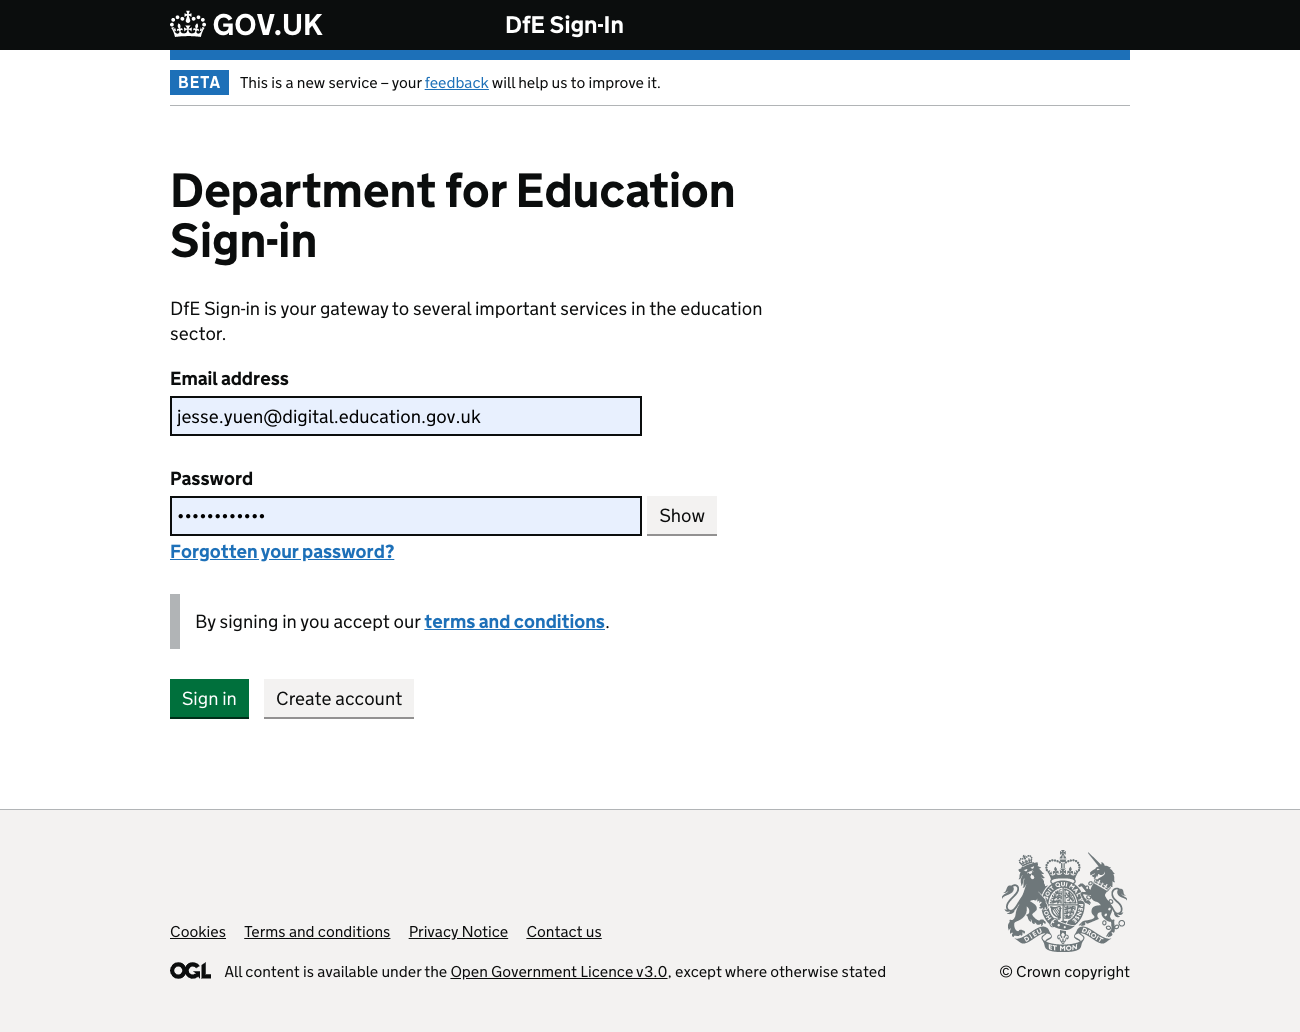 GOV.UK DfE Sign-In
BETA This is a new service – your feedback will help us to improve it.
Department for Education
Sign-in
DfE Sign-in is your gateway to several important services in the education
sector.
Email address
jesse.yuen@digital.education.gov.uk
Password
••••••••••••
Show
Forgotten your password?
By signing in you accept our terms and conditions.
Sign in Create account
Cookies Terms and conditions Privacy Notice Contact us
OGL All content is available under the Open Government Licence v3.0, except where otherwise stated
DIEU ET MON DROIT
© Crown copyright